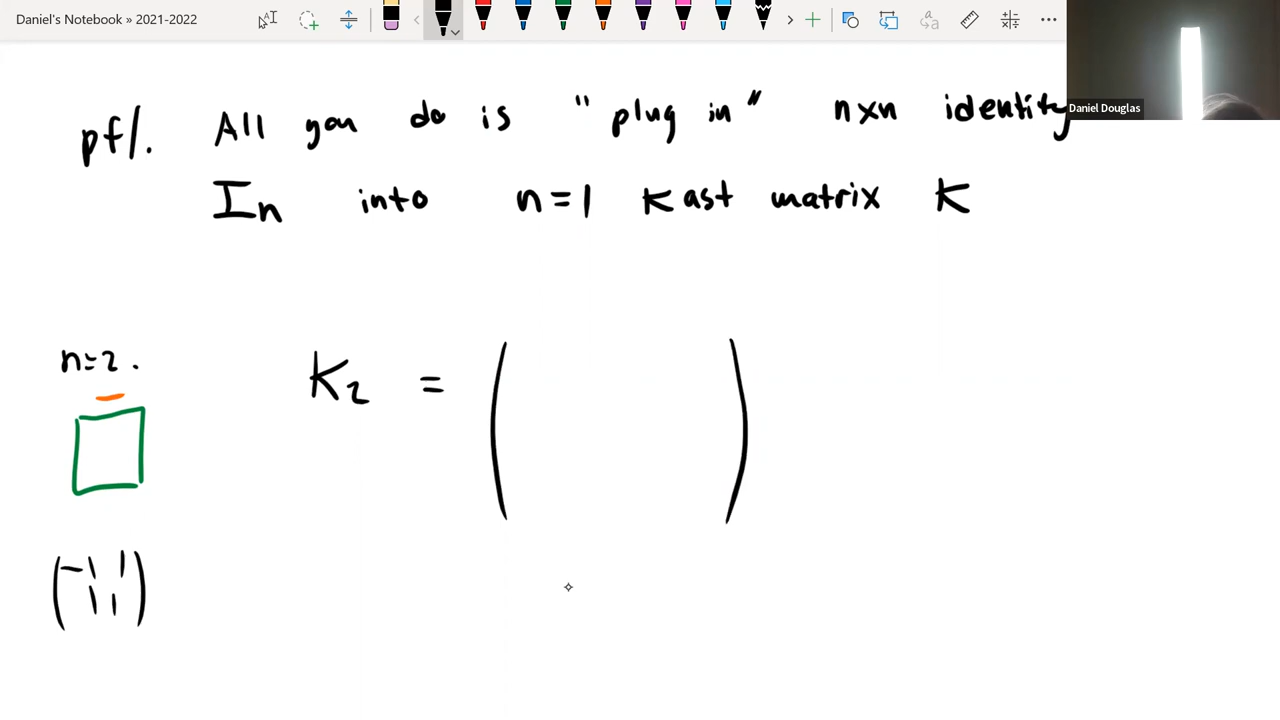 Daniel's Notebook » 2021-2022
Daniel Douglas
pf/. All you do is "plug in" n×n identity
In into n=1 Kast matrix K
n=2.
K2 = ( )
(-1 1
1 1)